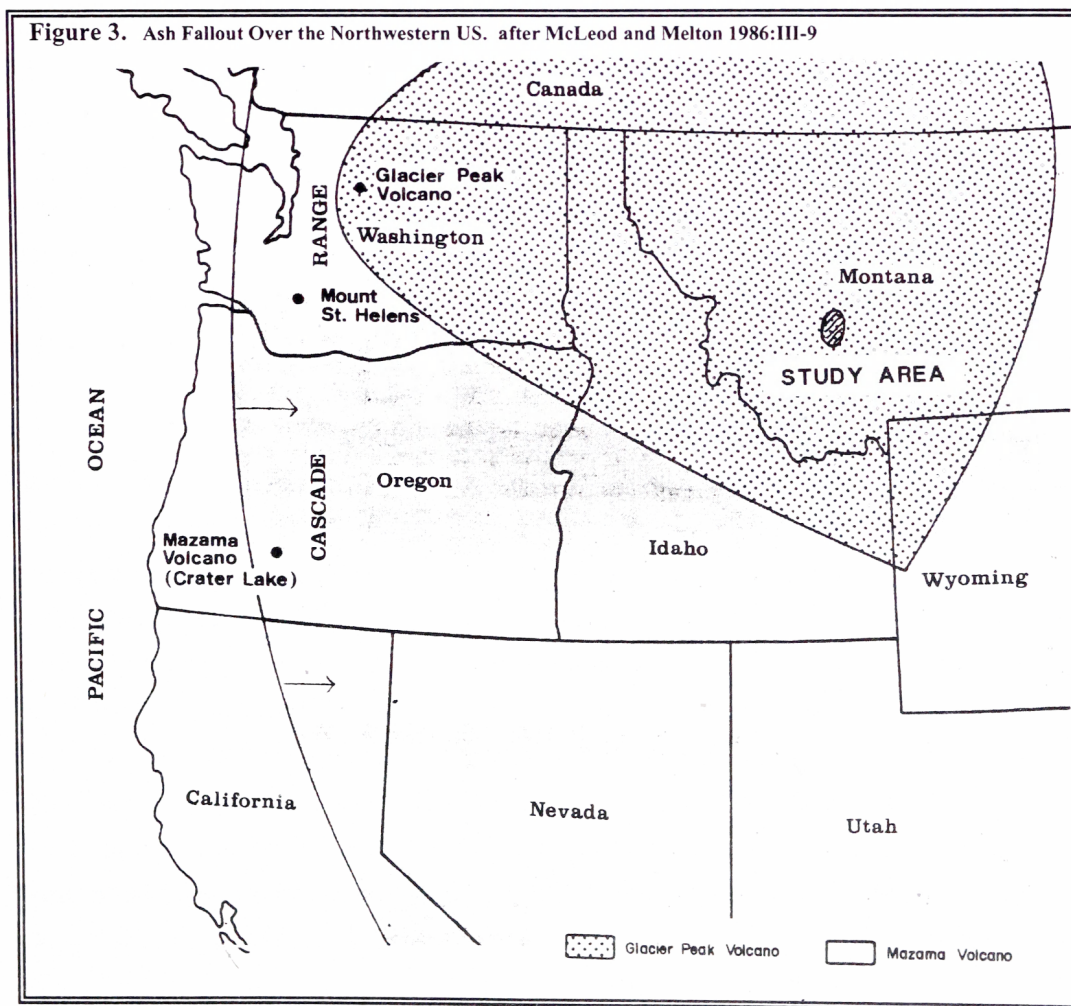 Figure 3. Ash Fallout Over the Northwestern US. after McLeod and Melton 1986:III-9
Canada
Glacier Peak
Volcano
RANGE
Washington
Montana
Mount
St. Helens
STUDY AREA
OCEAN
CASCADE
Oregon
Mazama
Volcano
(Crater Lake)
Idaho
Wyoming
PACIFIC
California
Nevada
Utah
Glacier Peak Volcano
Mazama Volcano